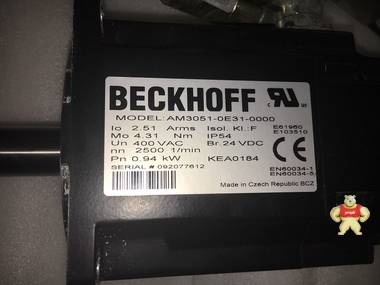 BECKHOFF
c RU us
MODEL: AM3051-0E31-0000
Io 2.51 Arms Isol. Kl.: F E61960
Mo 4.31 Nm IP54 E103510
Un 400 VAC Br. 24 VDC
nn 2500 1/min
Pn 0.94 kW KEA0184 CE
SERIAL # 092077612
EN60034-1
EN60034-5
Made in Czech Republic BCZ